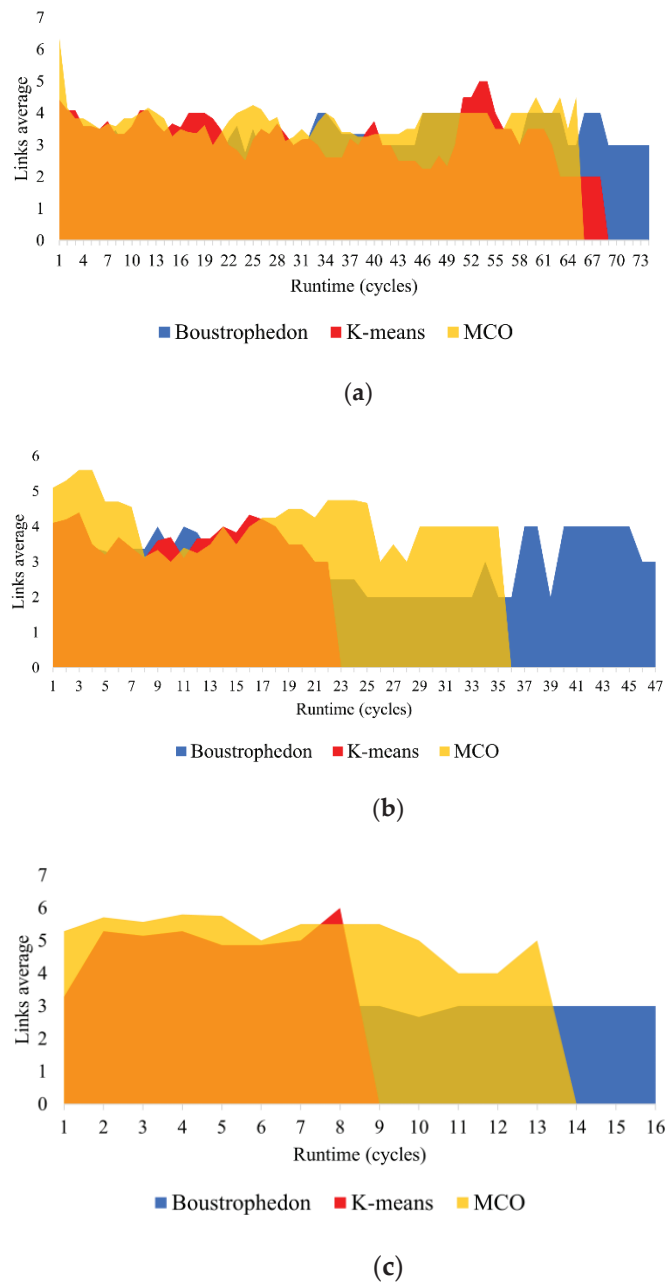 7
6
5
4
3
2
1
0
Links average
1 4 7 10 13 16 19 22 25 28 31 34 37 40 43 46 49 52 55 58 61 64 67 70 73
Runtime (cycles)
Boustrophedon K-means MCO
(a)
6
5
4
3
2
1
0
Links average
1 3 5 7 9 11 13 15 17 19 21 23 25 27 29 31 33 35 37 39 41 43 45 47
Runtime (cycles)
Boustrophedon K-means MCO
(b)
7
6
5
4
3
2
1
0
Links average
1 2 3 4 5 6 7 8 9 10 11 12 13 14 15 16
Runtime (cycles)
Boustrophedon K-means MCO
(c)